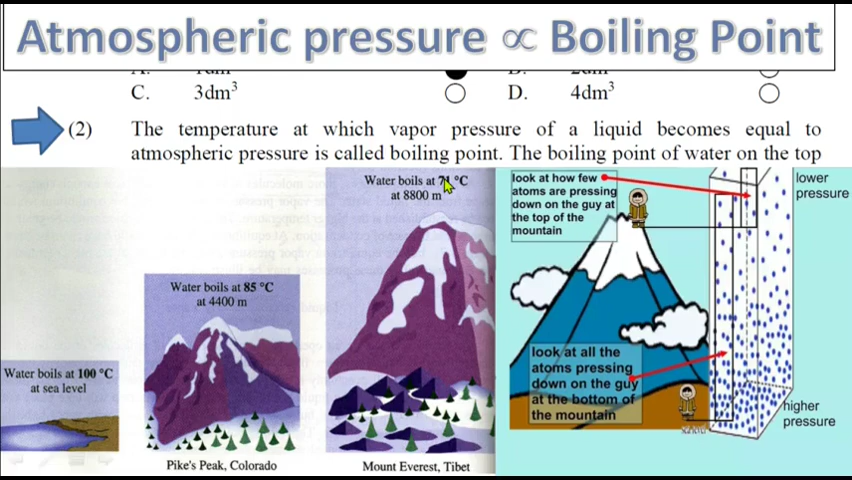 Atmospheric pressure ∝ Boiling Point
C. 3dm³ D. 4dm³
(2) The temperature at which vapor pressure of a liquid becomes equal to
atmospheric pressure is called boiling point. The boiling point of water on the top
Water boils at 100 °C
at sea level
Water boils at 85 °C
at 4400 m
Pike's Peak, Colorado
Water boils at 71 °C
at 8800 m
Mount Everest, Tibet
look at how few
atoms are pressing
down on the guy at
the top of the
mountain
lower
pressure
look at all the
atoms pressing
down on the guy
at the bottom of
the mountain
higher
pressure